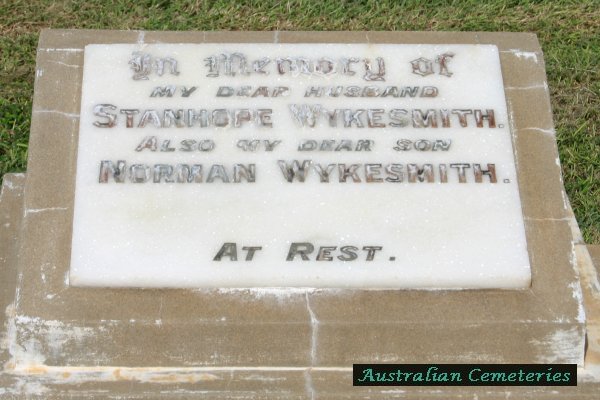 In Memory of
MY DEAR HUSBAND
STANHOPE WYKESMITH.
ALSO MY DEAR SON
NORMAN WYKESMITH.
AT REST.
Australian Cemeteries